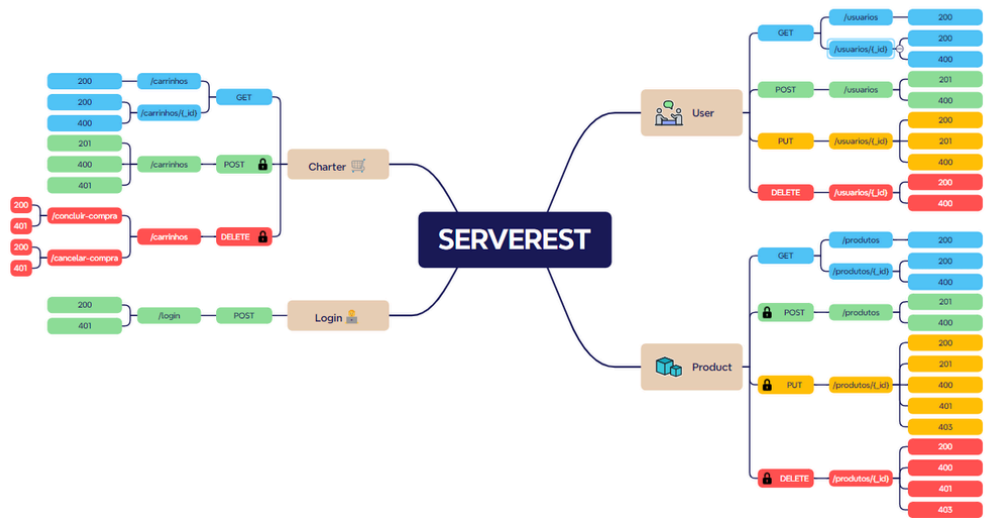 SERVEREST
Charter
GET
/carrinhos
200
/carrinhos/{_id}
200
400
POST
/carrinhos
201
400
401
DELETE
/carrinhos
/concluir-compra
200
401
/cancelar-compra
200
401
Login
POST
/login
200
401
User
GET
/usuarios
200
/usuarios/{_id}
200
400
POST
/usuarios
201
400
PUT
/usuarios/{_id}
200
201
400
DELETE
/usuarios/{_id}
200
400
Product
GET
/produtos
200
/produtos/{_id}
200
400
POST
/produtos
201
400
PUT
/produtos/{_id}
200
201
400
401
403
DELETE
/produtos/{_id}
200
400
401
403